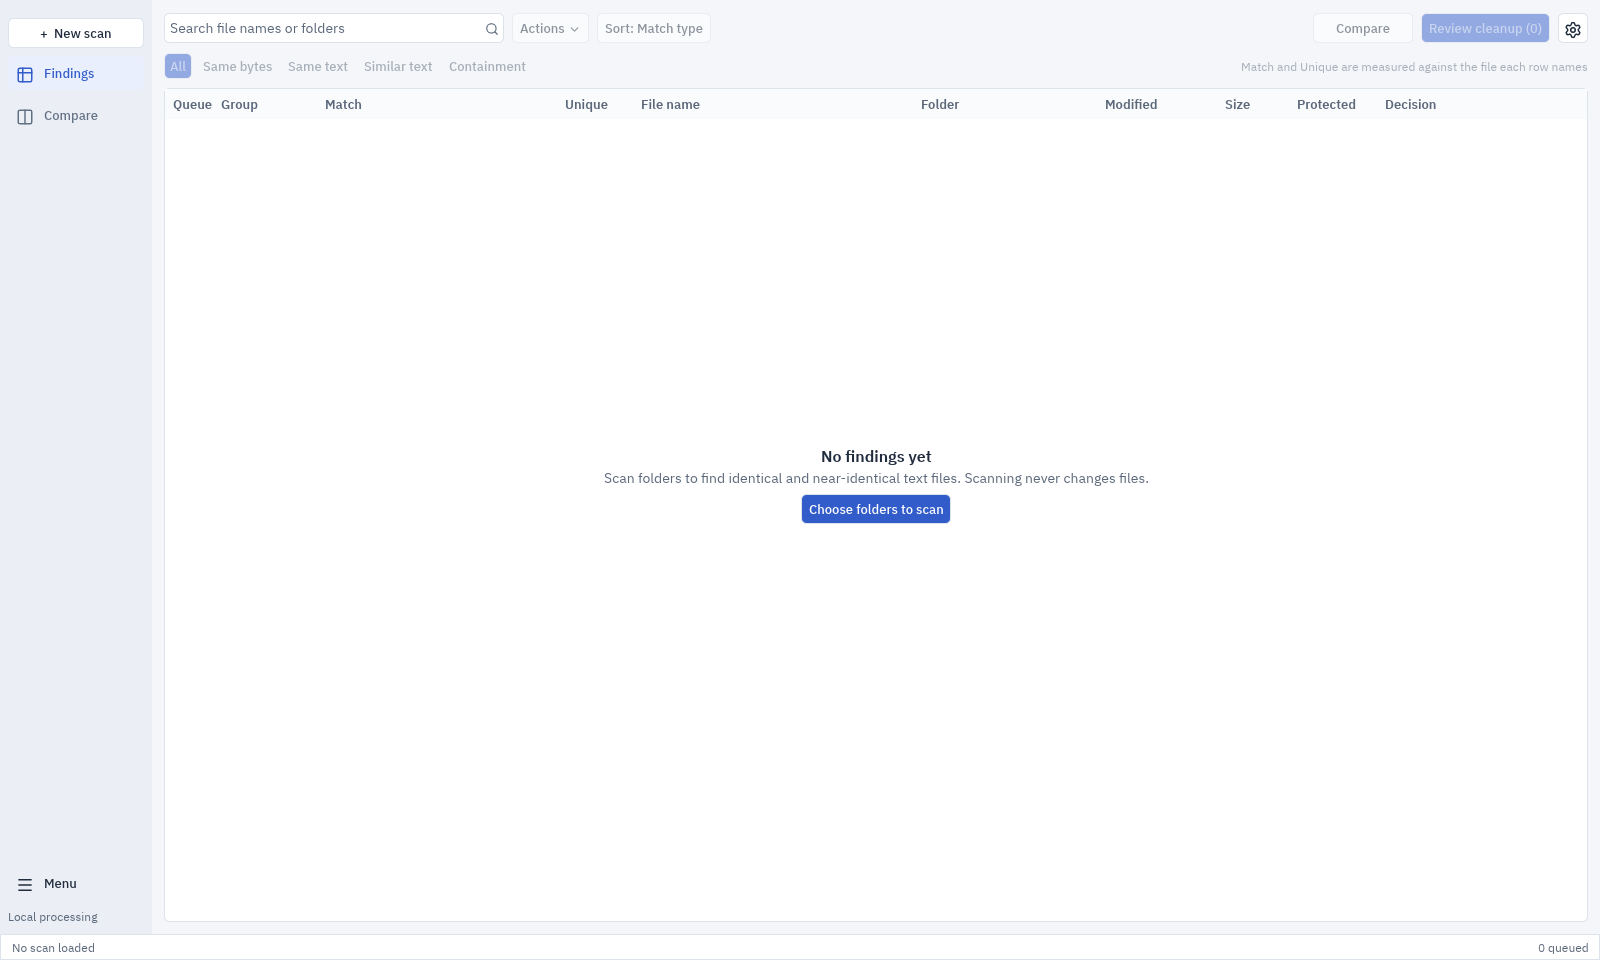 + New scan
Findings
Compare
Menu
Local processing
Search file names or folders
Actions
Sort: Match type
Compare
Review cleanup (0)
All
Same bytes
Same text
Similar text
Containment
Match and Unique are measured against the file each row names
Queue
Group
Match
Unique
File name
Folder
Modified
Size
Protected
Decision
No findings yet
Scan folders to find identical and near-identical text files. Scanning never changes files.
Choose folders to scan
No scan loaded
0 queued